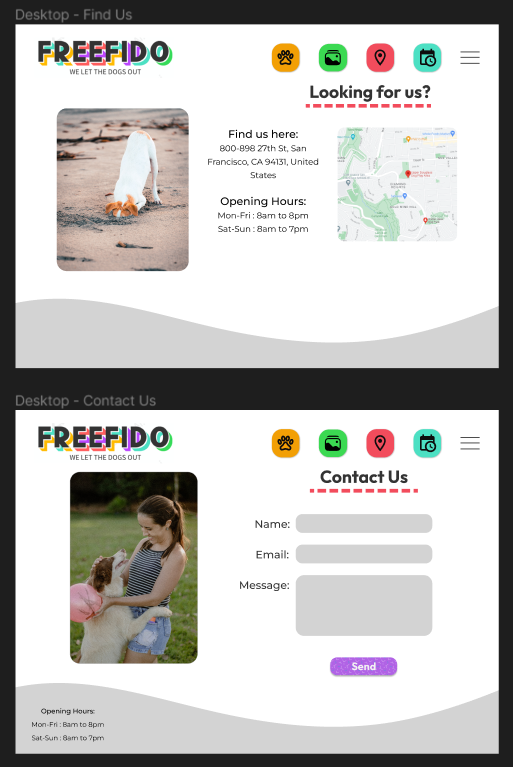 Desktop - Find Us
FREEFIDO
WE LET THE DOGS OUT
Looking for us?
Find us here:
800-898 27th St, San
Francisco, CA 94131, United
States
Opening Hours:
Mon-Fri : 8am to 8pm
Sat-Sun : 8am to 7pm
Desktop - Contact Us
FREEFIDO
WE LET THE DOGS OUT
Contact Us
Name:
Email:
Message:
Send
Opening Hours:
Mon-Fri : 8am to 8pm
Sat-Sun : 8am to 7pm